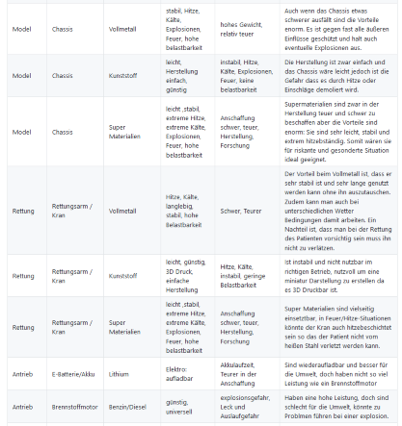 Model
Chassis
Vollmetall
stabil, Hitze,
Kälte,
Explosionen,
Feuer, hohe
belastbarkeit
hohes Gewicht,
relativ teuer
Auch wenn das Chassis etwas
schwerer ausfällt sind die Vorteile
enorm. Es ist gegen fast alle äußeren
Einflüsse geschützt und hält auch
eventuelle Explosionen aus.
Model
Chassis
Kunststoff
leicht,
Herstellung
einfach,
günstig
instabil, Hitze,
Kälte, Explosionen,
Feuer, keine
belastbarkeit
Die Herstellung ist zwar einfach und
das Chassis wäre leicht jedoch ist die
Gefahr dass es durch Hitze oder
Einschläge demoliert wird.
Model
Chassis
Super
Materialien
leicht ,stabil,
extreme Hitze,
extreme Kälte,
Explosionen,
Feuer, hohe
belastbarkeit
Anschaffung
schwer, teuer,
Herstellung,
Forschung
Supermaterialien sind zwar in der
Herstellung teuer und schwer zu
beschaffen aber die Vorteile sind
enorm: Sie sind sehr leicht, stabil und
extrem hitzebständig. Somit wären sie
für riskante und gesonderte Situation
ideal geeignet.
Rettung
Rettungsarm /
Kran
Vollmetall
Hitze, Kälte,
langlebig,
stabil, hohe
Belastbarkeit
Schwer, Teurer
Der Vorteil beim Vollmetall ist, dass er
sehr stabil ist und sehr lange genutzt
werden kann ohne ihn auszutauschen.
Zudem kann man auch bei
unterschiedlichen Wetter
Bedingungen damit arbeiten. Ein
Nachteil ist, dass man bei der Rettung
des Patienten vorsichtig sein muss ihn
nicht zu verlätzen.
Rettung
Rettungsarm /
Kran
Kunststoff
leicht, günstig,
3D Druck,
einfache
Herstellung
Hitze, Kälte,
instabil, geringe
Belastbarkeit
Ist instabil und nicht nutzbar im
richtigen Betrieb, nutzvoll um eine
miniatur Darstellung zu erstellen da
es 3D Druckbar ist.
Rettung
Rettungsarm /
Kran
Super
Materialien
leicht ,stabil,
extreme Hitze,
extreme Kälte,
Explosionen,
Feuer, hohe
belastbarkeit
Anschaffung
schwer, teuer,
Herstellung,
Forschung
Super Materialien sind vielseitig
einsetztbar, in Feuer/Hitze-Situationen
könnte der Kran auch hitzebeschichtet
sein so das der Patient nicht vom
heißen Stahl verletzt werden kann.
Antrieb
E-Batterie/Akku
Lithium
Elektro:
aufladbar
Akkulaufzeit,
Teurer in der
Anschaffung
Sind wiederaufladbar und besser für
die Umwelt, doch haben nicht so viel
Leistung wie ein Brennstoffmotor
Antrieb
Brennstoffmotor
Benzin/Diesel
günstig,
universell
explosionsgefahr,
Leck und
Auslaufgefahr
Haben eine hohe Leistung, doch sind
schlecht für die Umwelt, könnte zu
Problmen führen bei einer explosion.